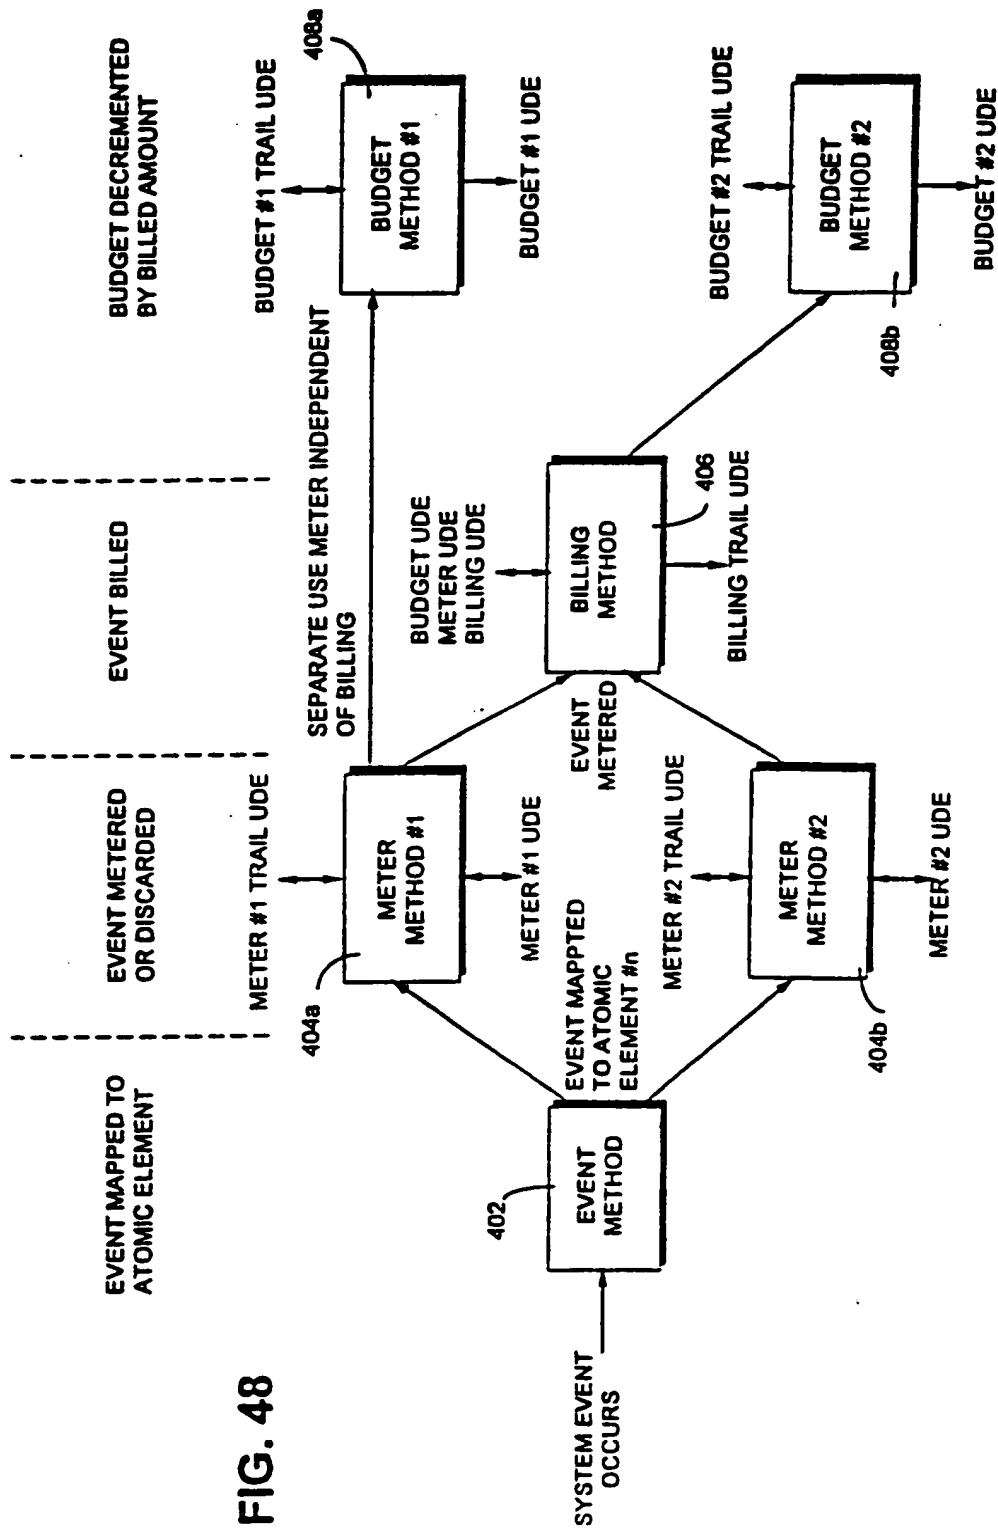 FIG. 48
EVENT MAPPED TO
ATOMIC ELEMENT
EVENT METERED
OR DISCARDED
EVENT BILLED
BUDGET DECREMENTED
BY BILLED AMOUNT
SYSTEM EVENT
OCCURS
402
EVENT
METHOD
EVENT MAPPTED
TO ATOMIC
ELEMENT #n
METER #1 TRAIL UDE
404a
METER
METHOD #1
METER #1 UDE
METER #2 TRAIL UDE
404b
METER
METHOD #2
METER #2 UDE
SEPARATE USE METER INDEPENDENT
OF BILLING
EVENT
METERED
BUDGET UDE
METER UDE
BILLING UDE
BILLING
METHOD
406
BILLING TRAIL UDE
BUDGET #1 TRAIL UDE
408a
BUDGET
METHOD #1
BUDGET #1 UDE
BUDGET #2 TRAIL UDE
408b
BUDGET
METHOD #2
BUDGET #2 UDE